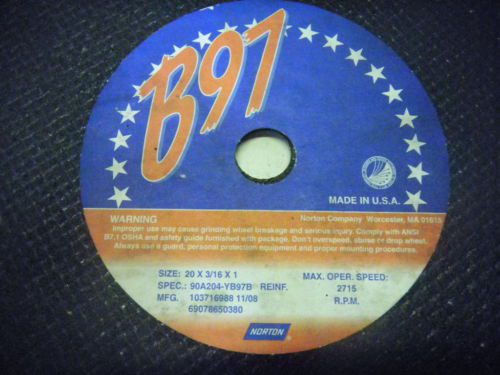 B97
MADE IN U.S.A.
WARNING
Norton Company Worcester, MA 01615
Improper use may cause grinding wheel breakage and serious injury. Comply with ANSI
B7.1 OSHA and safety guide furnished with package. Don't overspeed, abuse or drop wheel.
Always use a guard, personal protection equipment and proper mounting procedures.
SIZE: 20 X 3/16 X 1
SPEC.: 90A204-YB97B REINF.
MFG. 103716988 11/08
69078650380
MAX. OPER. SPEED:
2715
R.P.M.
NORTON